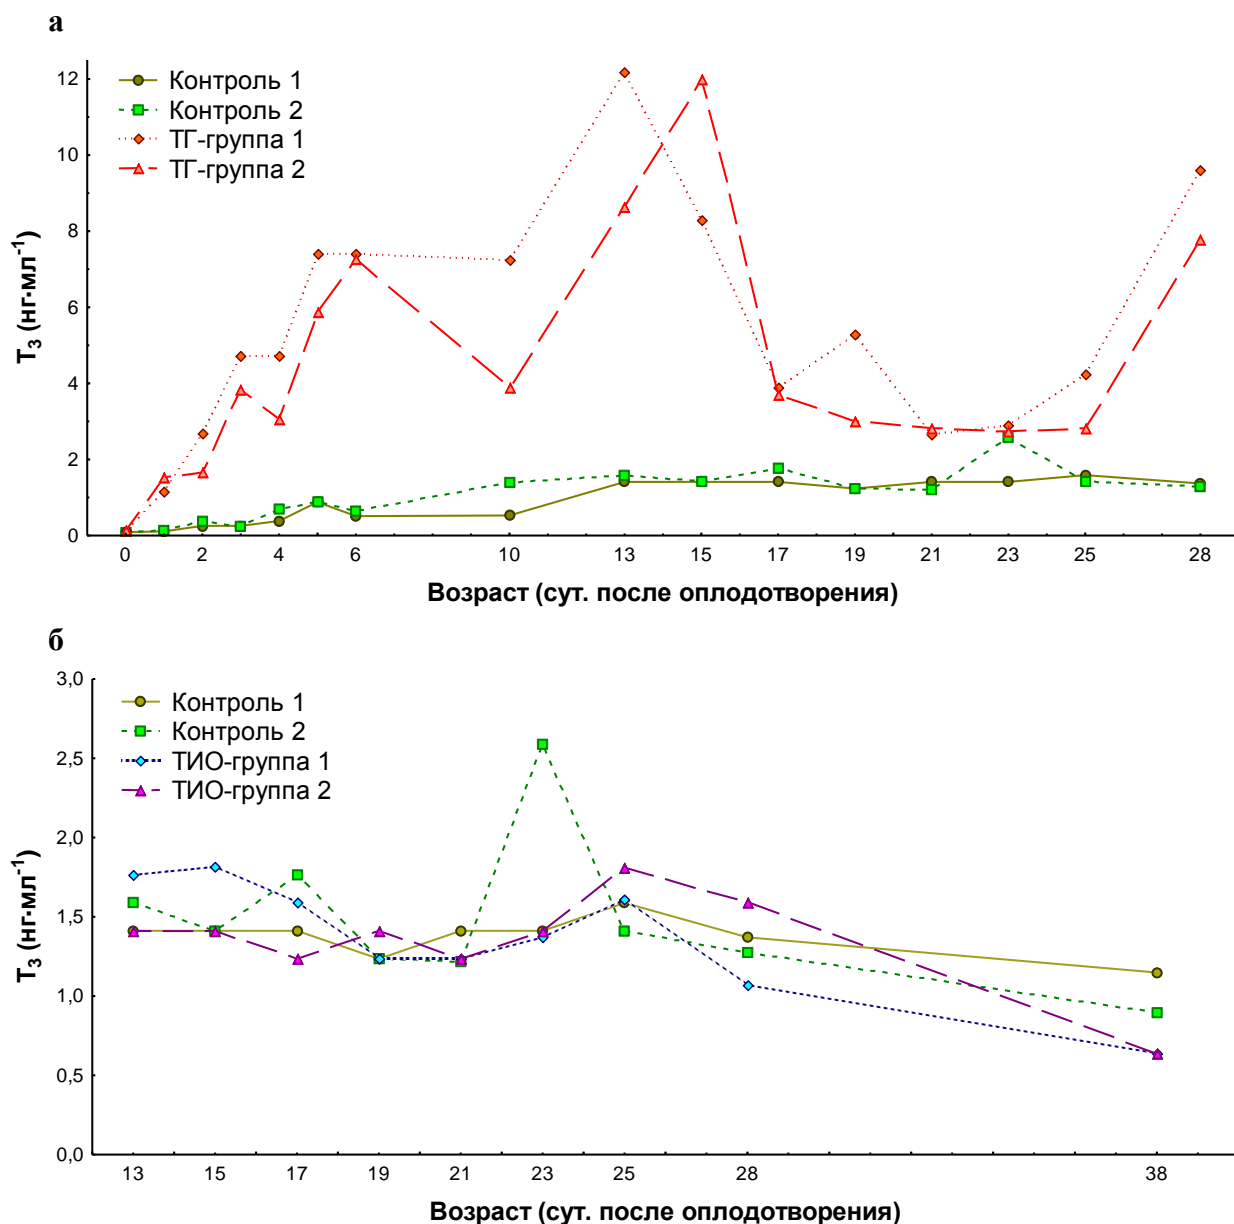 а
Контроль 1
Контроль 2
ТГ-группа 1
ТГ-группа 2
T₃ (нг·мл⁻¹)
12
10
8
6
4
2
0
0 2 4 6 10 13 15 17 19 21 23 25 28
Возраст (сут. после оплодотворения)
б
Контроль 1
Контроль 2
ТИО-группа 1
ТИО-группа 2
T₃ (нг·мл⁻¹)
3,0
2,5
2,0
1,5
1,0
0,5
0,0
13 15 17 19 21 23 25 28 38
Возраст (сут. после оплодотворения)